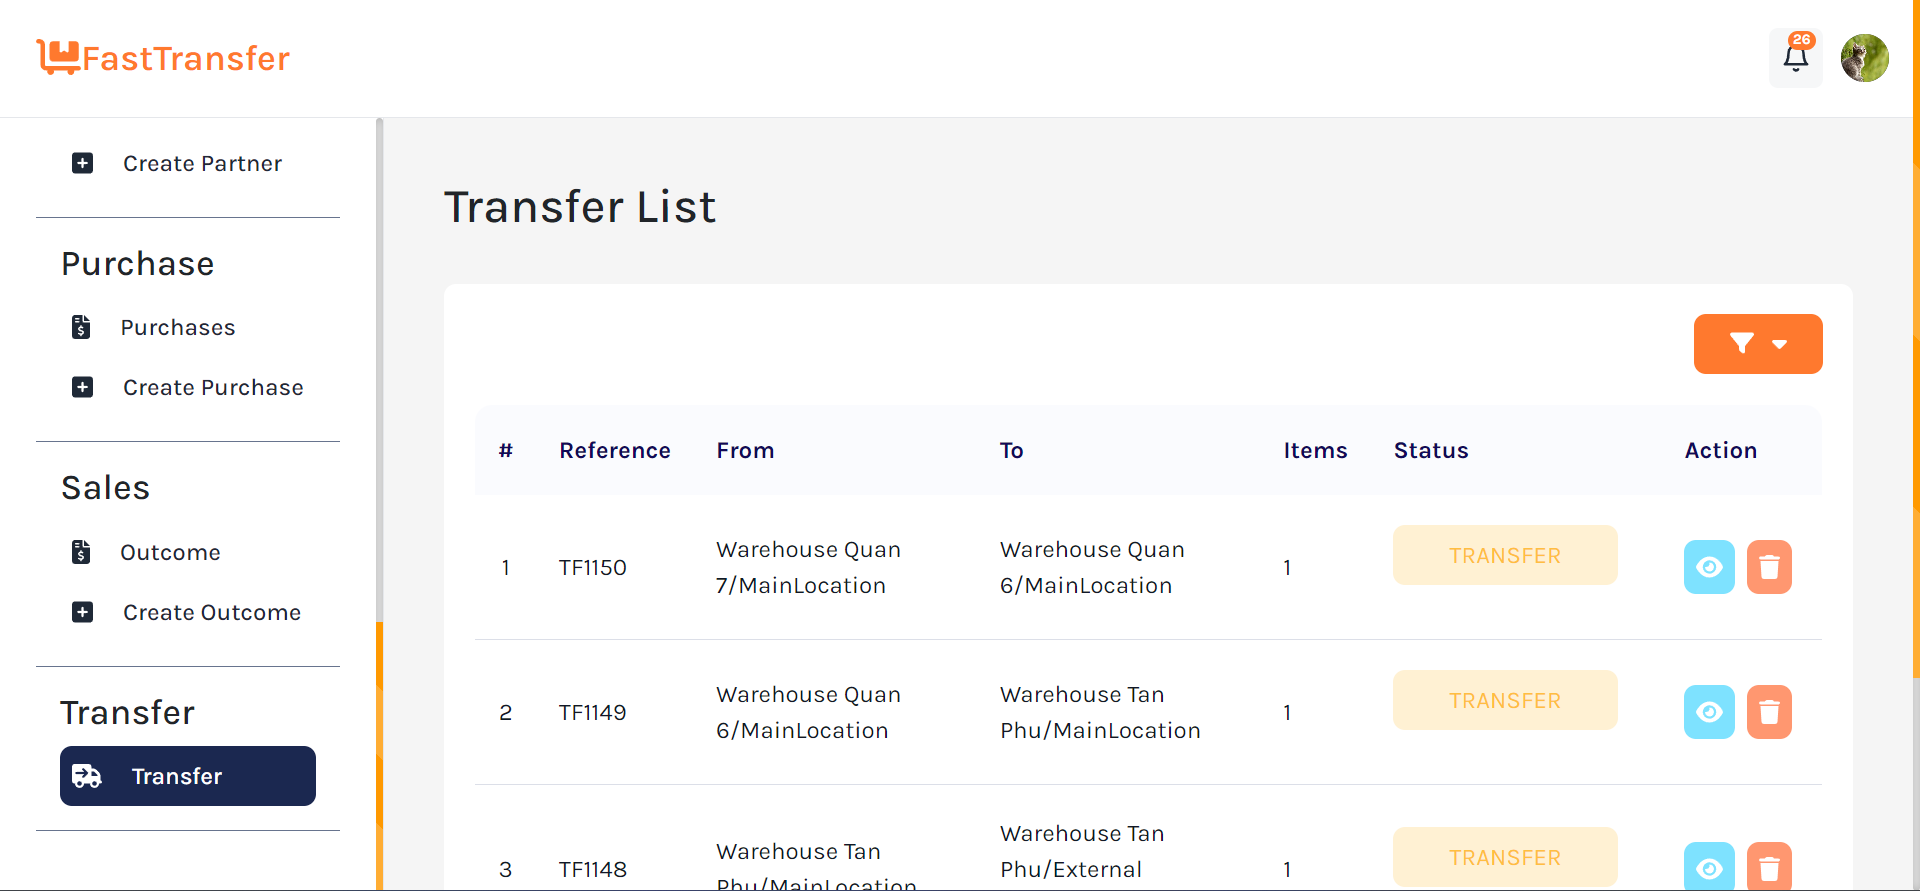 FastTransfer
26
Create Partner
Purchase
Purchases
Create Purchase
Sales
Outcome
Create Outcome
Transfer
Transfer
Transfer List
# Reference From To Items Status Action
1 TF1150 Warehouse Quan 7/MainLocation Warehouse Quan 6/MainLocation 1 TRANSFER
2 TF1149 Warehouse Quan 6/MainLocation Warehouse Tan Phu/MainLocation 1 TRANSFER
3 TF1148 Warehouse Tan Phu/MainLocation Warehouse Tan Phu/External 1 TRANSFER